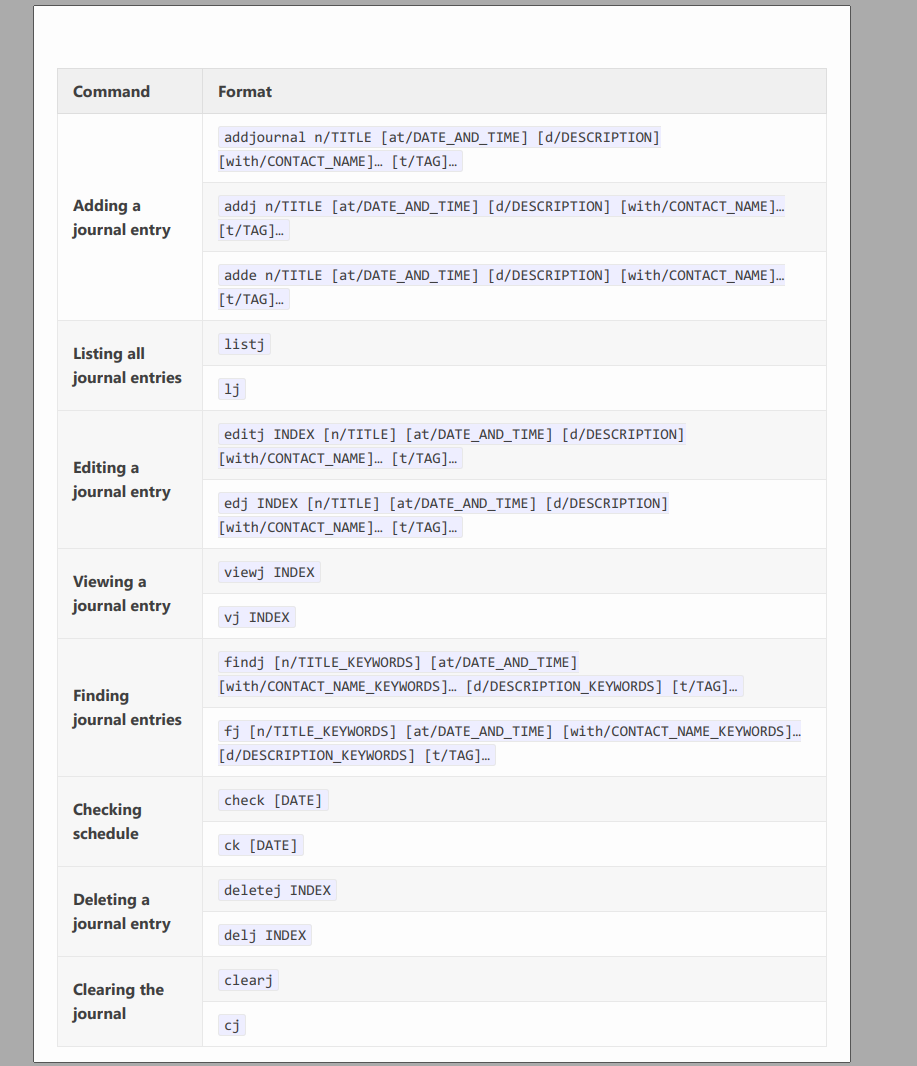 Command Format
Adding a
journal entry
addjournal n/TITLE [at/DATE_AND_TIME] [d/DESCRIPTION]
[with/CONTACT_NAME]… [t/TAG]…
addj n/TITLE [at/DATE_AND_TIME] [d/DESCRIPTION] [with/CONTACT_NAME]…
[t/TAG]…
adde n/TITLE [at/DATE_AND_TIME] [d/DESCRIPTION] [with/CONTACT_NAME]…
[t/TAG]…
Listing all
journal entries
listj
lj
Editing a
journal entry
editj INDEX [n/TITLE] [at/DATE_AND_TIME] [d/DESCRIPTION]
[with/CONTACT_NAME]… [t/TAG]…
edj INDEX [n/TITLE] [at/DATE_AND_TIME] [d/DESCRIPTION]
[with/CONTACT_NAME]… [t/TAG]…
Viewing a
journal entry
viewj INDEX
vj INDEX
Finding
journal entries
findj [n/TITLE_KEYWORDS] [at/DATE_AND_TIME]
[with/CONTACT_NAME_KEYWORDS]… [d/DESCRIPTION_KEYWORDS] [t/TAG]…
fj [n/TITLE_KEYWORDS] [at/DATE_AND_TIME] [with/CONTACT_NAME_KEYWORDS]…
[d/DESCRIPTION_KEYWORDS] [t/TAG]…
Checking
schedule
check [DATE]
ck [DATE]
Deleting a
journal entry
deletej INDEX
delj INDEX
Clearing the
journal
clearj
cj